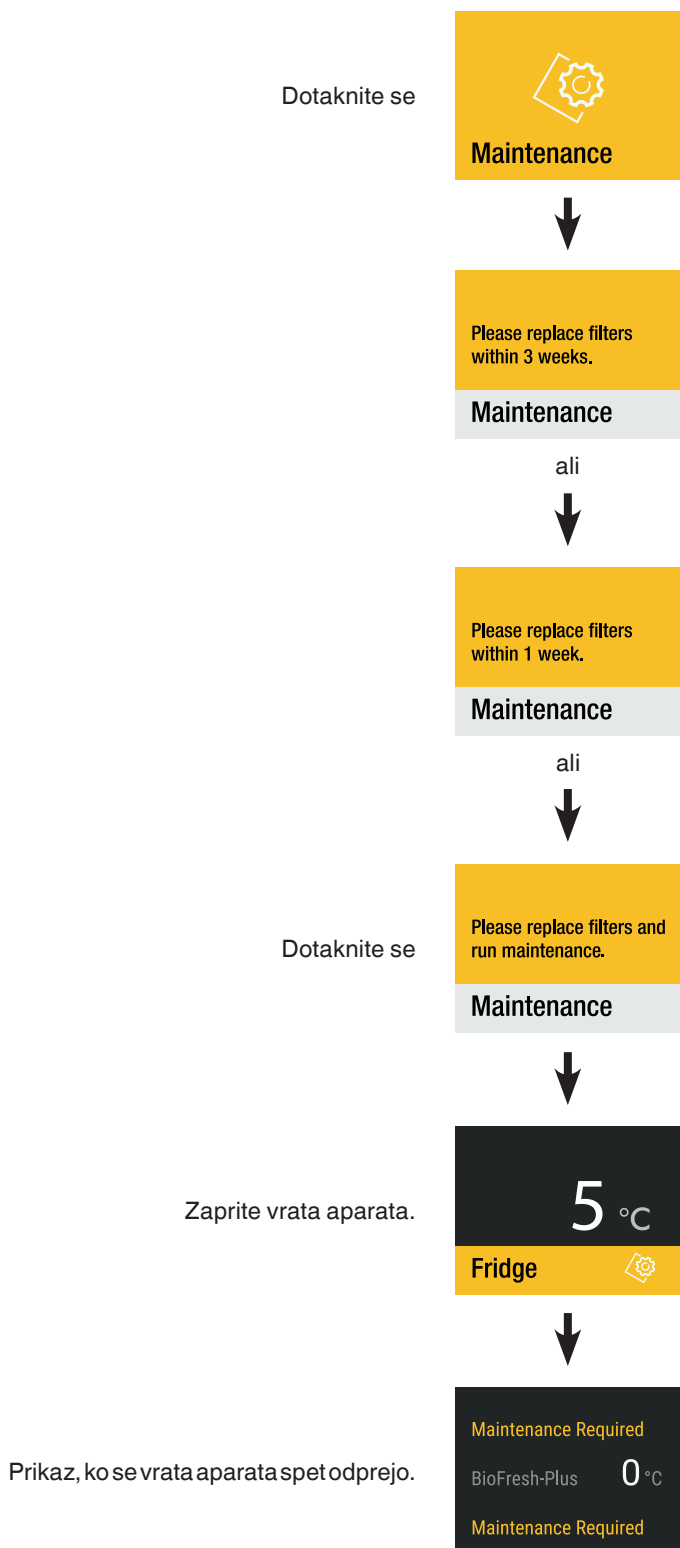 Dotaknite se
Maintenance
Please replace filters
within 3 weeks.
Maintenance
ali
Please replace filters
within 1 week.
Maintenance
ali
Dotaknite se
Please replace filters and
run maintenance.
Maintenance
Zaprite vrata aparata.
5 °C
Fridge
Prikaz, ko se vrata aparata spet odprejo.
Maintenance Required
BioFresh-Plus 0 °C
Maintenance Required